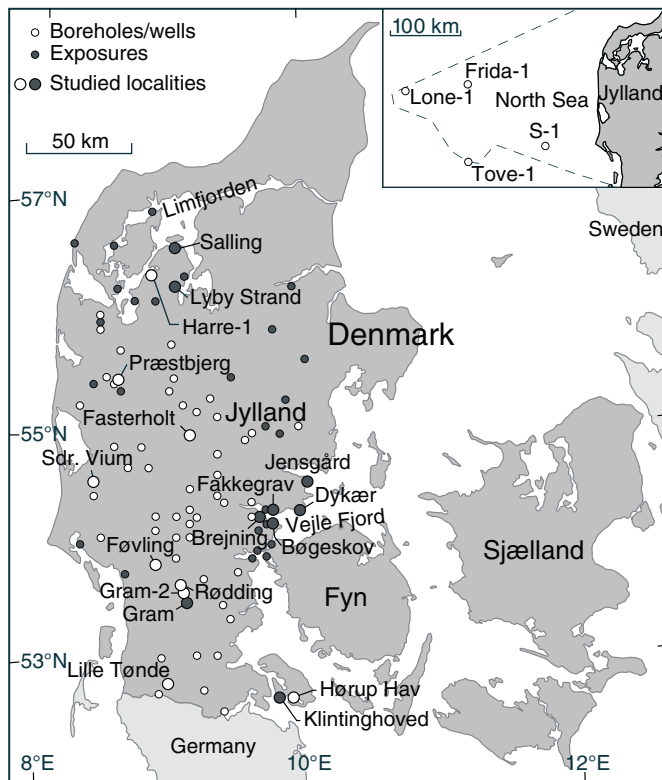 Boreholes/wells
Exposures
Studied localities
50 km
100 km
Frida-1
Lone-1
North Sea
Jylland
S-1
Tove-1
57°N
Limfjorden
Sweden
Salling
Lyby Strand
Harre-1
Denmark
Præstbjerg
Jylland
Fasterholt
55°N
Sdr. Vium
Jensgård
Fakkegrav
Dykær
Vejle Fjord
Brejning
Bøgeskov
Sjælland
Føvling
Gram-2
Rødding
Fyn
Gram
53°N
Lille Tønde
Hørup Hav
Klintinghoved
Germany
8°E
10°E
12°E